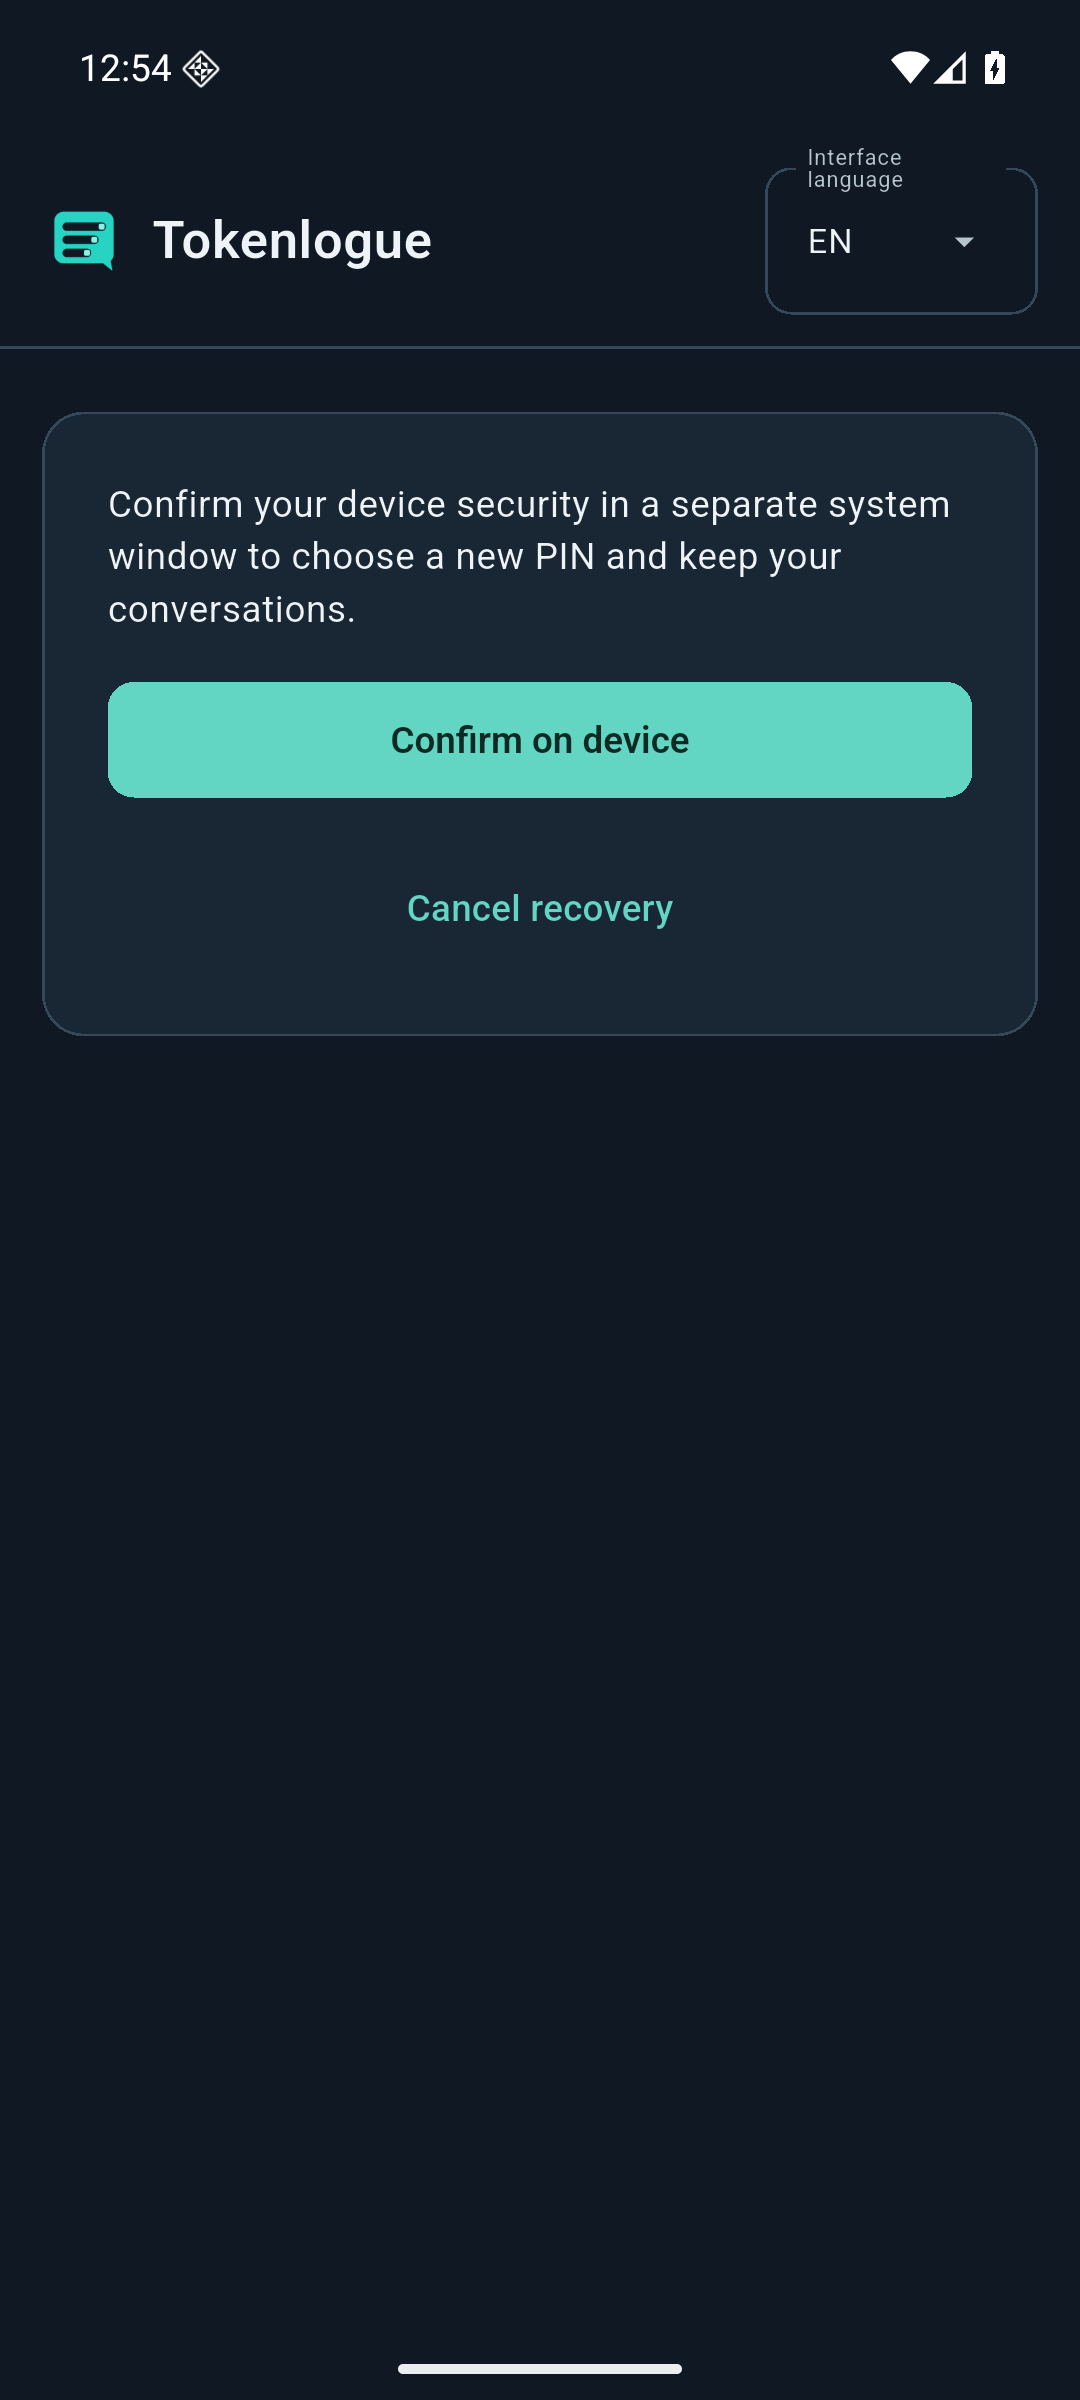 12:54
Interface
language
Tokenlogue
EN
Confirm your device security in a separate system
window to choose a new PIN and keep your
conversations.
Confirm on device
Cancel recovery